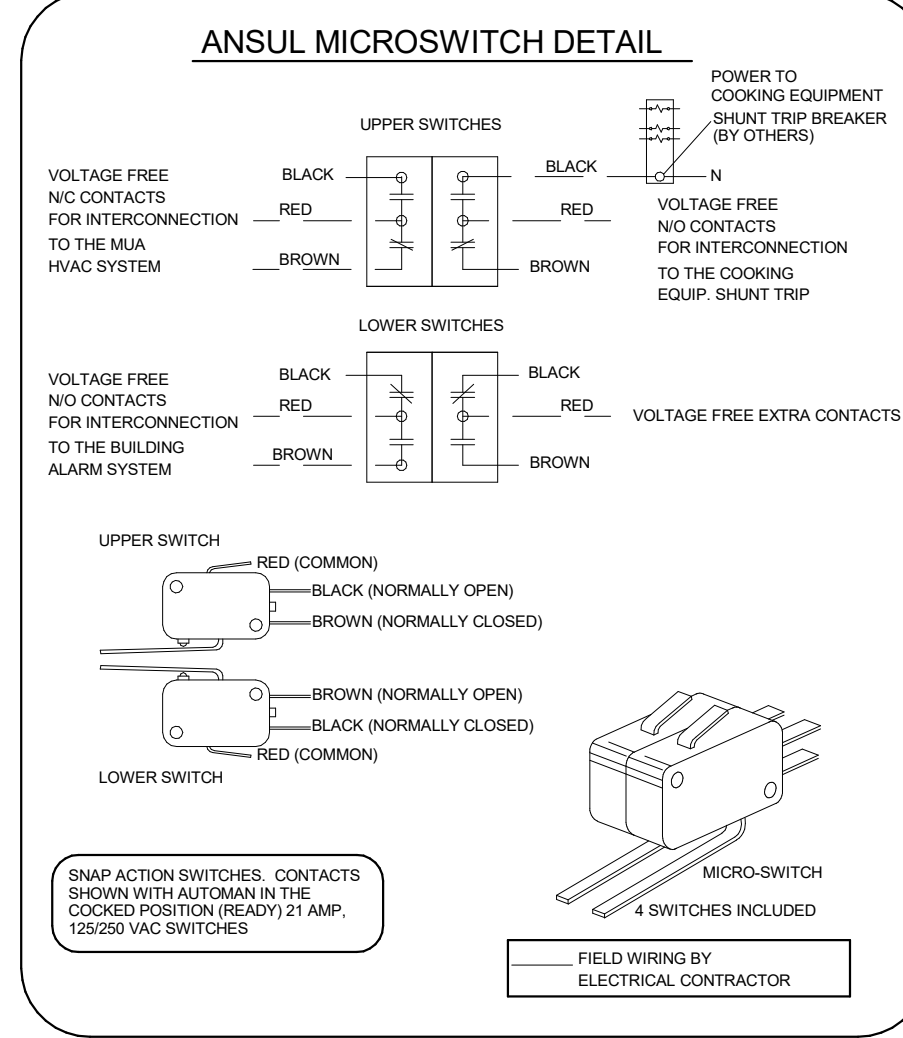 ANSUL MICROSWITCH DETAIL
POWER TO
COOKING EQUIPMENT
SHUNT TRIP BREAKER
(BY OTHERS)
UPPER SWITCHES
VOLTAGE FREE
N/C CONTACTS
FOR INTERCONNECTION
TO THE MUA
HVAC SYSTEM
BLACK
RED
BROWN
BLACK
RED
BROWN
N
VOLTAGE FREE
N/O CONTACTS
FOR INTERCONNECTION
TO THE COOKING
EQUIP. SHUNT TRIP
LOWER SWITCHES
VOLTAGE FREE
N/O CONTACTS
FOR INTERCONNECTION
TO THE BUILDING
ALARM SYSTEM
BLACK
RED
BROWN
BLACK
RED
BROWN
VOLTAGE FREE EXTRA CONTACTS
UPPER SWITCH
RED (COMMON)
BLACK (NORMALLY OPEN)
BROWN (NORMALLY CLOSED)
BROWN (NORMALLY OPEN)
BLACK (NORMALLY CLOSED)
RED (COMMON)
LOWER SWITCH
SNAP ACTION SWITCHES. CONTACTS
SHOWN WITH AUTOMAN IN THE
COCKED POSITION (READY) 21 AMP,
125/250 VAC SWITCHES
MICRO-SWITCH
4 SWITCHES INCLUDED
FIELD WIRING BY
ELECTRICAL CONTRACTOR